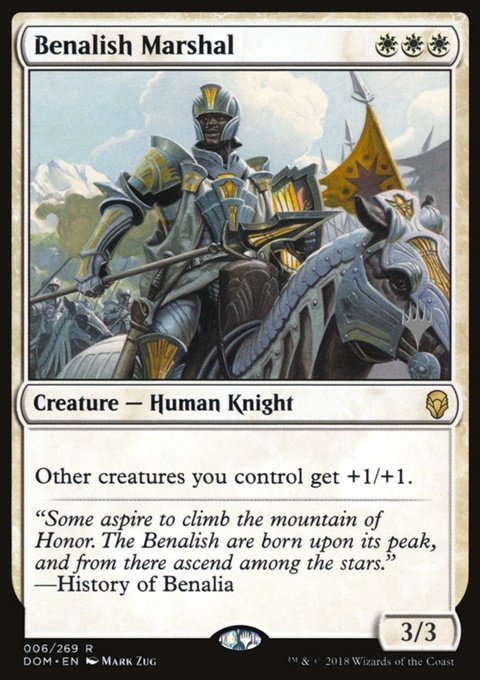 Benalish Marshal
Creature — Human Knight
Other creatures you control get +1/+1.
“Some aspire to climb the mountain of
Honor. The Benalish are born upon its peak,
and from there ascend among the stars.”
—History of Benalia
3/3
006/269 R
DOM • EN Mark Zug
™ & © 2018 Wizards of the Coast